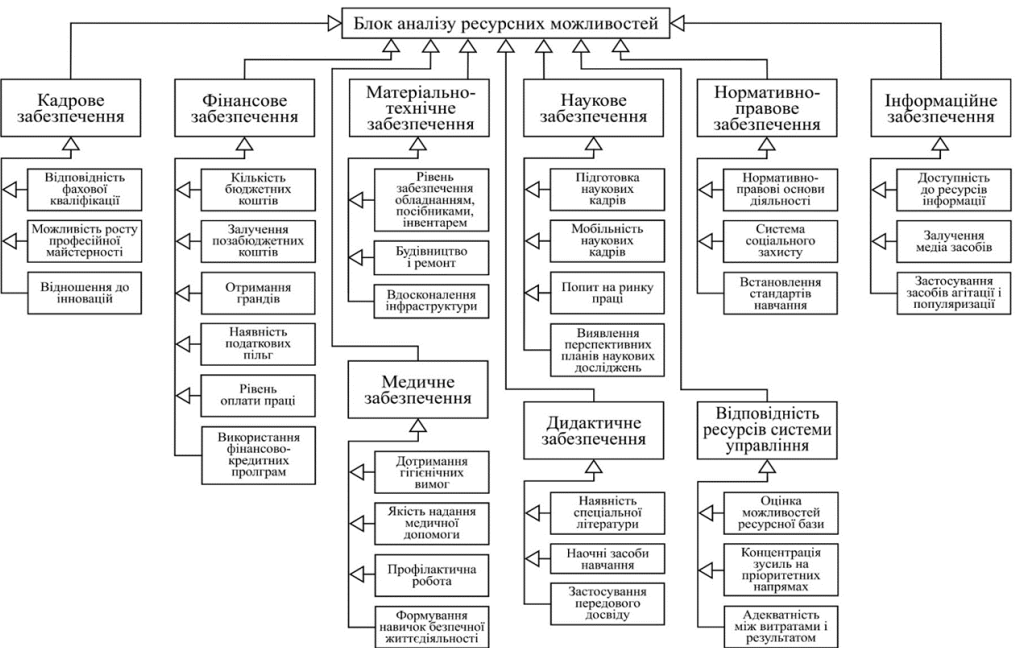 Блок аналізу ресурсних можливостей
Кадрове
забезпечення
Фінансове
забезпечення
Матеріально-
технічне
забезпечення
Наукове
забезпечення
Нормативно-
правове
забезпечення
Інформаційне
забезпечення
Відповідність
фахової
кваліфікації
Можливість росту
професійної
майстерності
Відношення до
інновацій
Кількість
бюджетних
коштів
Залучення
позабюджетних
коштів
Отримання
грандів
Наявність
податкових
пільг
Рівень
оплати праці
Використання
фінансово-
кредитних
пролграм
Рівень
забезпечення
обладнанням,
посібниками,
інвентарем
Будівництво
і ремонт
Вдосконалення
інфраструктури
Підготовка
наукових
кадрів
Мобільність
наукових
кадрів
Попит на ринку
праці
Виявлення
перспективних
планів наукових
досліджень
Нормативно-
правові основи
діяльності
Система
соціального
захисту
Встановлення
стандартів
навчання
Доступність
до ресурсів
інформації
Залучення
медіа засобів
Застосування
засобів агітації і
популяризації
Медичне
забезпечення
Дотримання
гігієнічних
вимог
Якість надання
медичної
допомоги
Профілактична
робота
Формування
навичок безпечної
життєдіяльності
Дидактичне
забезпечення
Наявність
спеціальної
літератури
Наочні засоби
навчання
Застосування
передового
досвіду
Відповідність
ресурсів системи
управління
Оцінка
можливостей
ресурсної бази
Концентрація
зусиль на
пріоритетних
напрямах
Адекватність
між витратами і
результатом